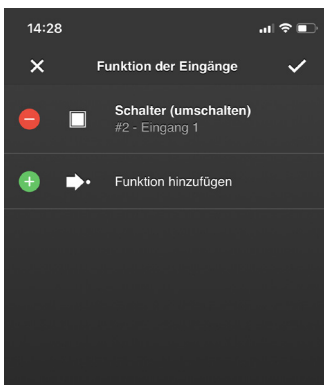 14:28
Funktion der Eingänge
Schalter (umschalten)
#2 - Eingang 1
Funktion hinzufügen